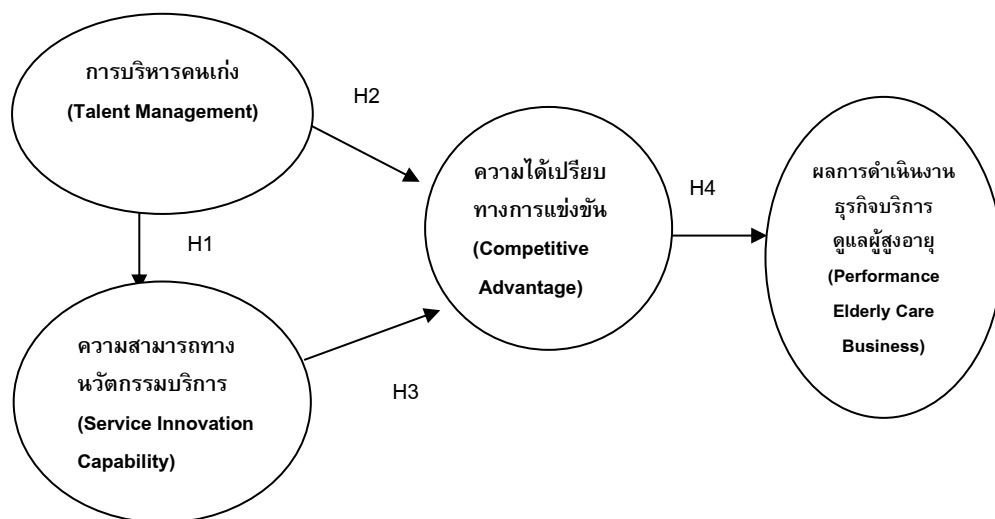 การบริหารคนเก่ง
(Talent Management)
H2
H1
ความสามารถทาง
นวัตกรรมบริการ
(Service Innovation
Capability)
H3
ความได้เปรียบ
ทางการแข่งขัน
(Competitive
Advantage)
H4
ผลการดำเนินงาน
ธุรกิจบริการ
ดูแลผู้สูงอายุ
(Performance
Elderly Care
Business)